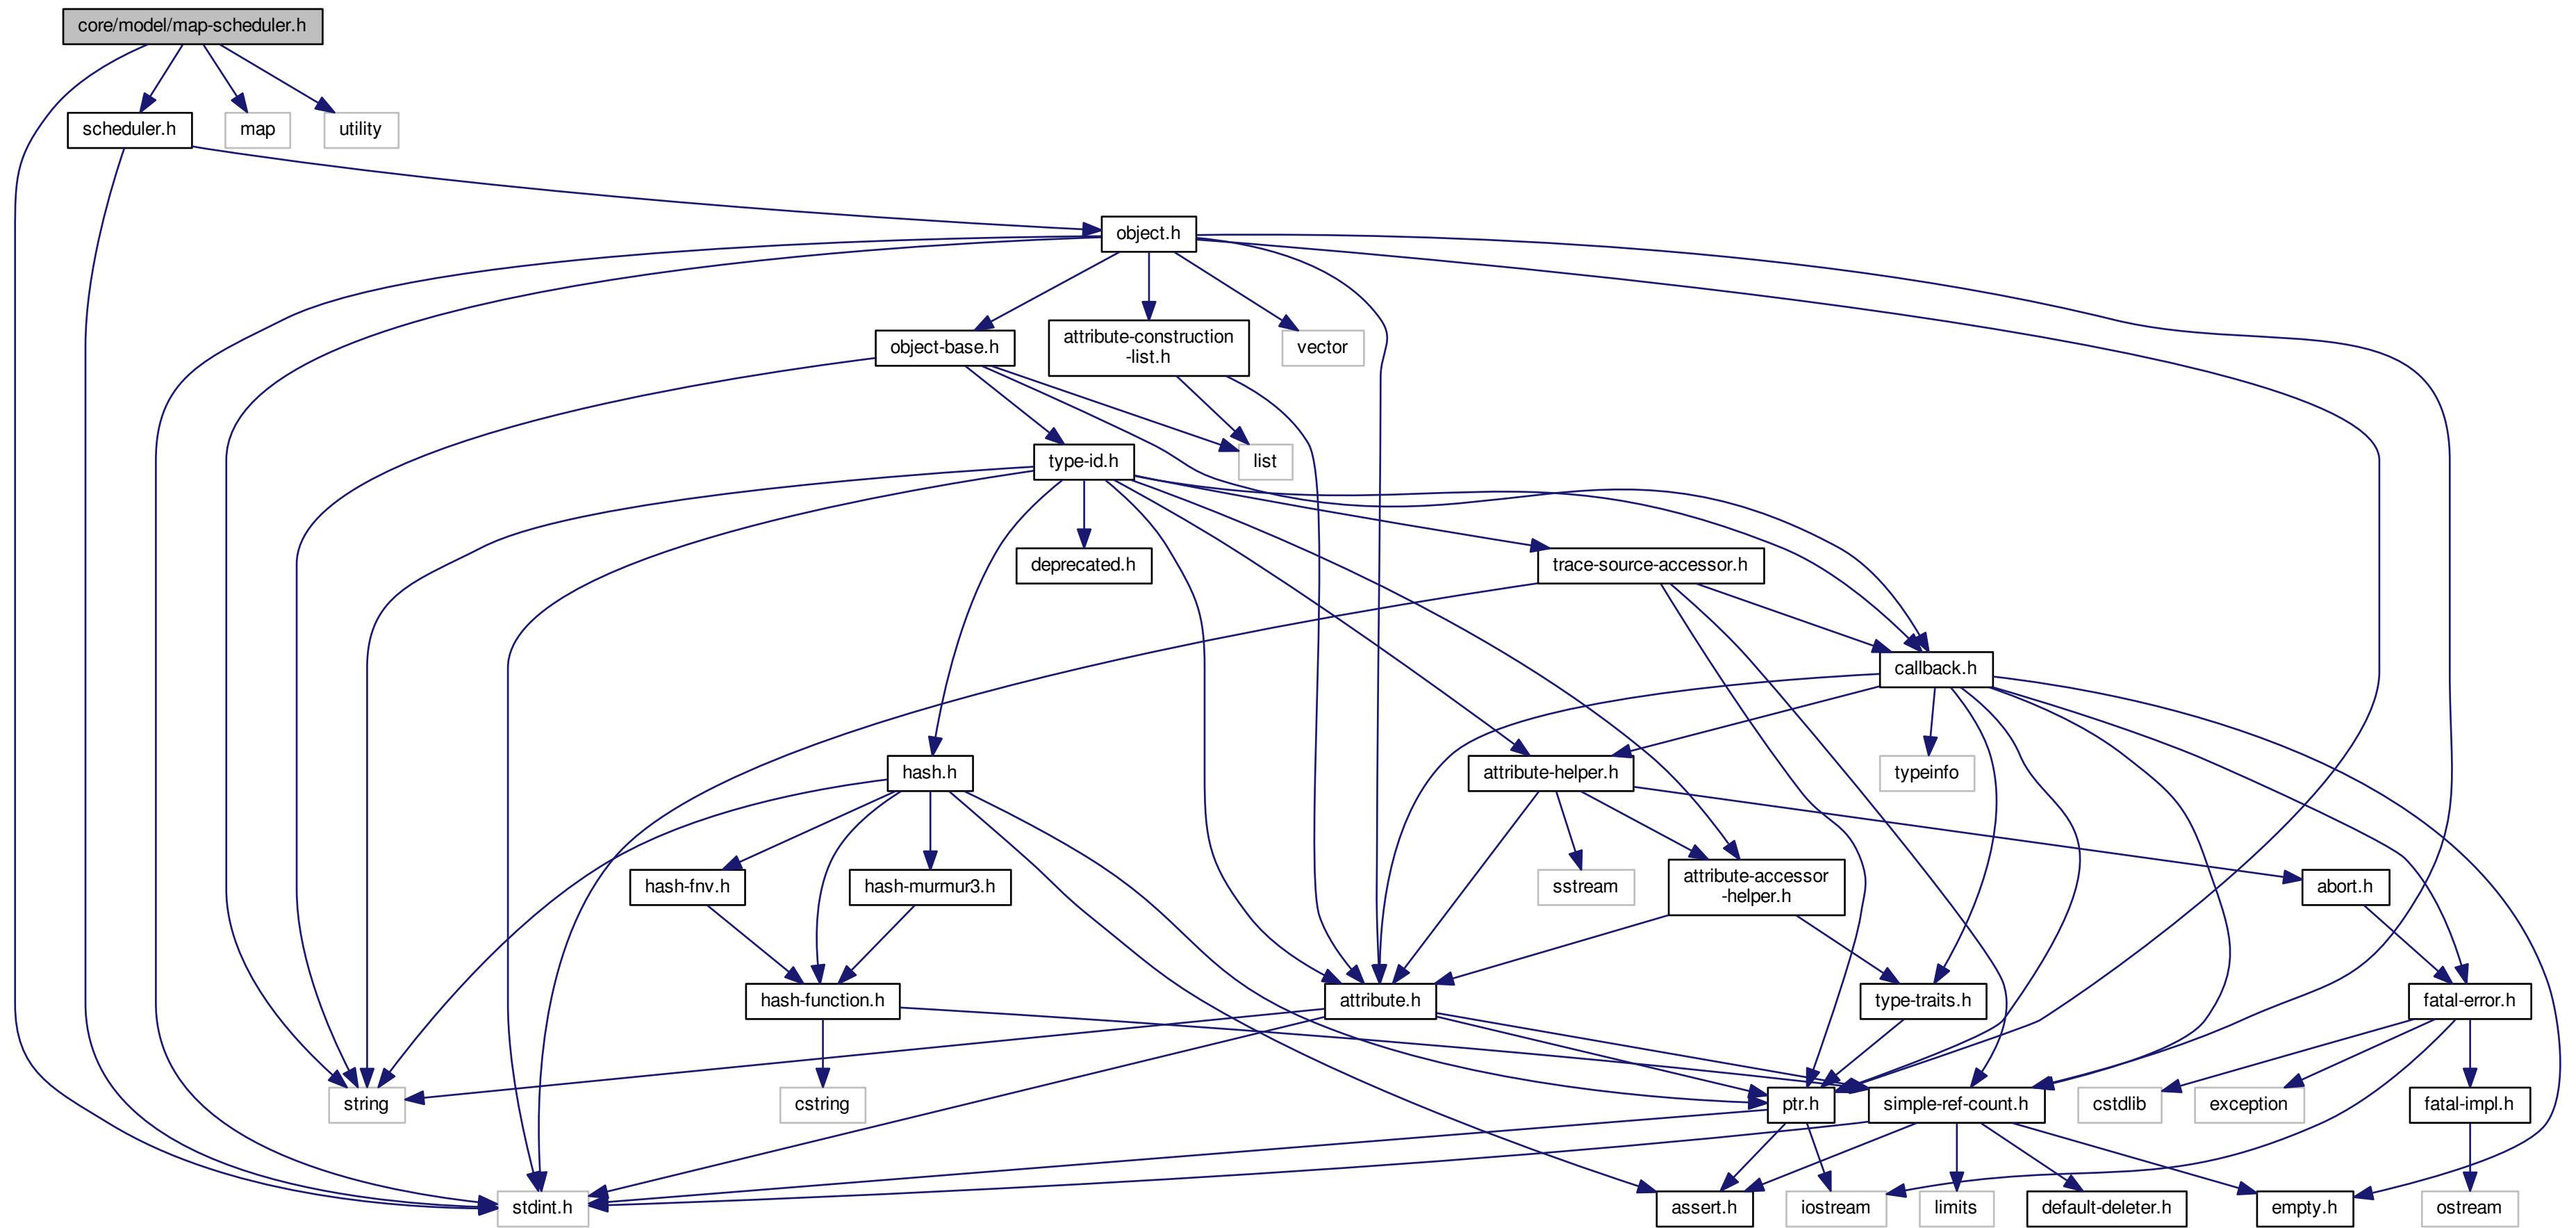 core/model/map-scheduler.h
scheduler.h
map
utility
object.h
object-base.h
attribute-construction
-list.h
vector
type-id.h
list
deprecated.h
trace-source-accessor.h
callback.h
hash.h
attribute-helper.h
typeinfo
hash-fnv.h
hash-murmur3.h
sstream
attribute-accessor
-helper.h
abort.h
hash-function.h
attribute.h
type-traits.h
fatal-error.h
string
cstring
ptr.h
simple-ref-count.h
cstdlib
exception
fatal-impl.h
stdint.h
assert.h
iostream
limits
default-deleter.h
empty.h
ostream